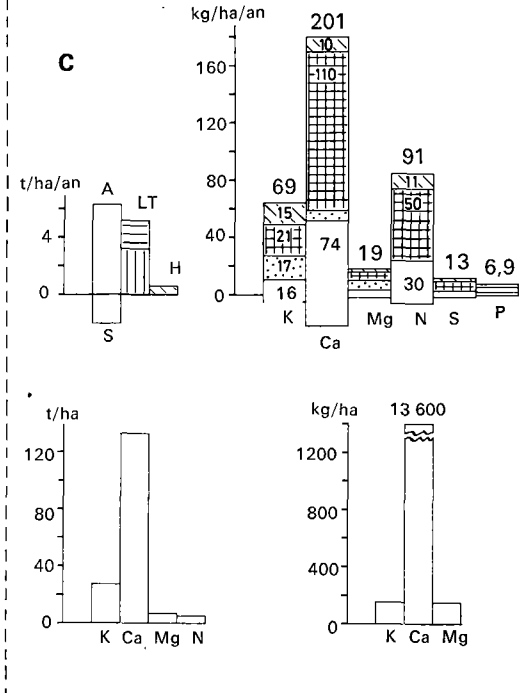 C
kg/ha/an
201
160
120
80
40
0
10
110
74
69
15
21
17
16
19
91
11
50
30
13
6,9
K
Ca
Mg
N
S
P
t/ha/an
4
0
A
LT
H
S
t/ha
120
80
40
0
K Ca Mg N
kg/ha
13 600
1200
800
400
0
K Ca Mg